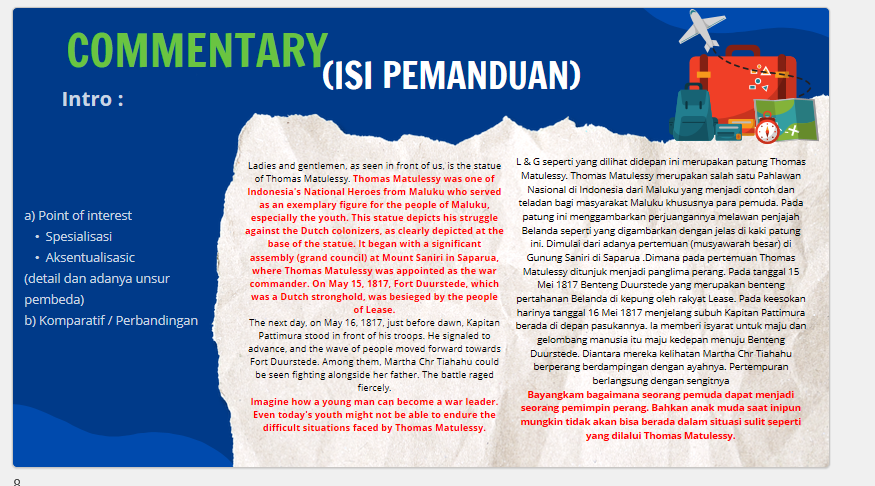 COMMENTARY
(ISI PEMANDUAN)
Intro :
a) Point of interest
• Spesialisasi
• Aksentualisasic
(detail dan adanya unsur
pembeda)
b) Komparatif / Perbandingan
Ladies and gentlemen, as seen in front of us, is the statue
of Thomas Matulessy. Thomas Matulessy was one of
Indonesia's National Heroes from Maluku who served
as an exemplary figure for the people of Maluku,
especially the youth. This statue depicts his struggle
against the Dutch colonizers, as clearly depicted at the
base of the statue. It began with a significant
assembly (grand council) at Mount Saniri in Saparua,
where Thomas Matulessy was appointed as the war
commander. On May 15, 1817, Fort Duurstede, which
was a Dutch stronghold, was besieged by the people
of Lease.
The next day, on May 16, 1817, just before dawn, Kapitan
Pattimura stood in front of his troops. He signaled to
advance, and the wave of people moved forward towards
Fort Duurstede. Among them, Martha Chr Tiahahu could
be seen fighting alongside her father. The battle raged
fiercely.
Imagine how a young man can become a war leader.
Even today's youth might not be able to endure the
difficult situations faced by Thomas Matulessy.
L & G seperti yang dilihat didepan ini merupakan patung Thomas
Matulessy. Thomas Matulessy merupakan salah satu Pahlawan
Nasional di Indonesia dari Maluku yang menjadi contoh dan
teladan bagi masyarakat Maluku khususnya para pemuda. Pada
patung ini menggambarkan perjuangannya melawan penjajah
Belanda seperti yang digambarkan dengan jelas di kaki patung
ini. Dimulai dari adanya pertemuan (musyawarah besar) di
Gunung Saniri di Saparua .Dimana pada pertemuan Thomas
Matulessy ditunjuk menjadi panglima perang. Pada tanggal 15
Mei 1817 Benteng Duurstede yang merupakan benteng
pertahanan Belanda di kepung oleh rakyat Lease. Pada keesokan
harinya tanggal 16 Mei 1817 menjelang subuh Kapitan Pattimura
berada di depan pasukannya. Ia memberi isyarat untuk maju dan
gelombang manusia itu maju kedepan menuju Benteng
Duurstede. Diantara mereka kelihatan Martha Chr Tiahahu
berperang berdampingan dengan ayahnya. Pertempuran
berlangsung dengan sengitnya
Bayangkam bagaimana seorang pemuda dapat menjadi
seorang pemimpin perang. Bahkan anak muda saat inipun
mungkin tidak akan bisa berada dalam situasi sulit seperti
yang dilalui Thomas Matulessy.
8